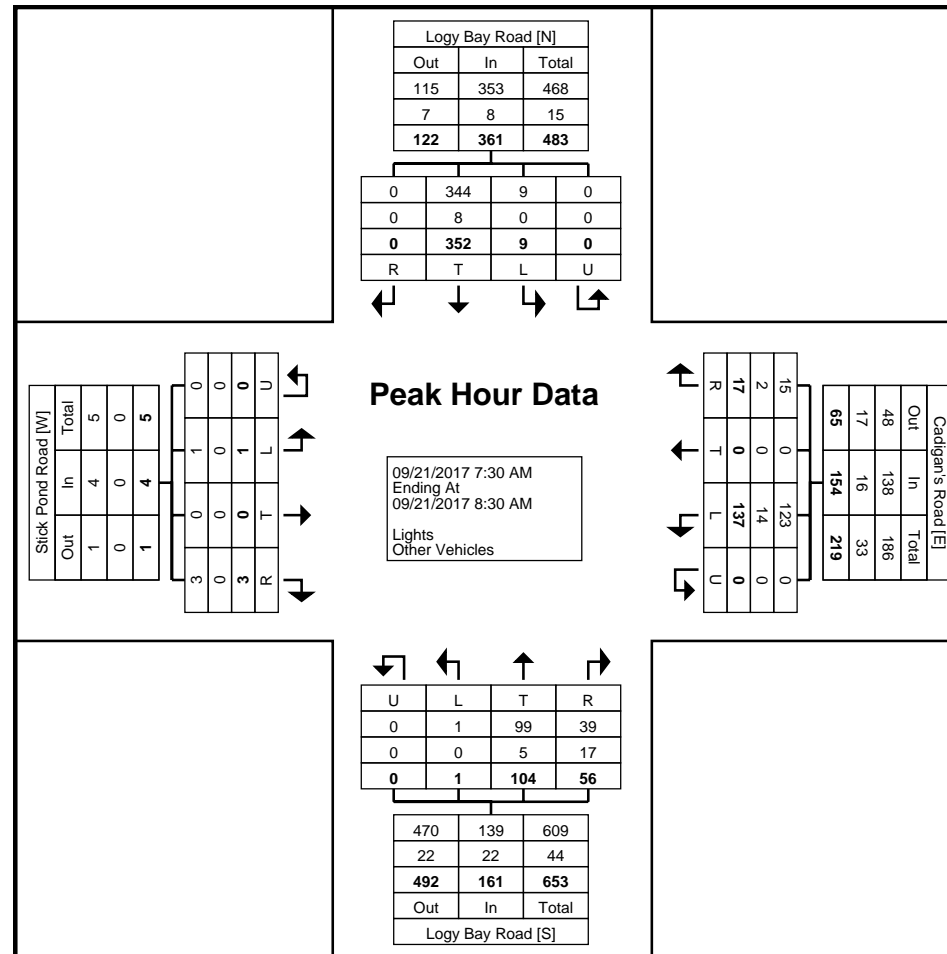 Logy Bay Road [N]
Out In Total
115 353 468
7 8 15
122 361 483
0 344 9 0
0 8 0 0
0 352 9 0
R T L U
Peak Hour Data
09/21/2017 7:30 AM
Ending At
09/21/2017 8:30 AM
Lights
Other Vehicles
Stick Pond Road [W]
Out In Total
1 4 5
0 0 0
1 4 5
3 0 1 0
0 0 0 0
3 0 1 0
R T L U
Cadigan's Road [E]
Out In Total
48 138 186
17 16 33
65 154 219
15 0 123 0
2 0 14 0
17 0 137 0
R T L U
U L T R
0 1 99 39
0 0 5 17
0 1 104 56
470 139 609
22 22 44
492 161 653
Out In Total
Logy Bay Road [S]